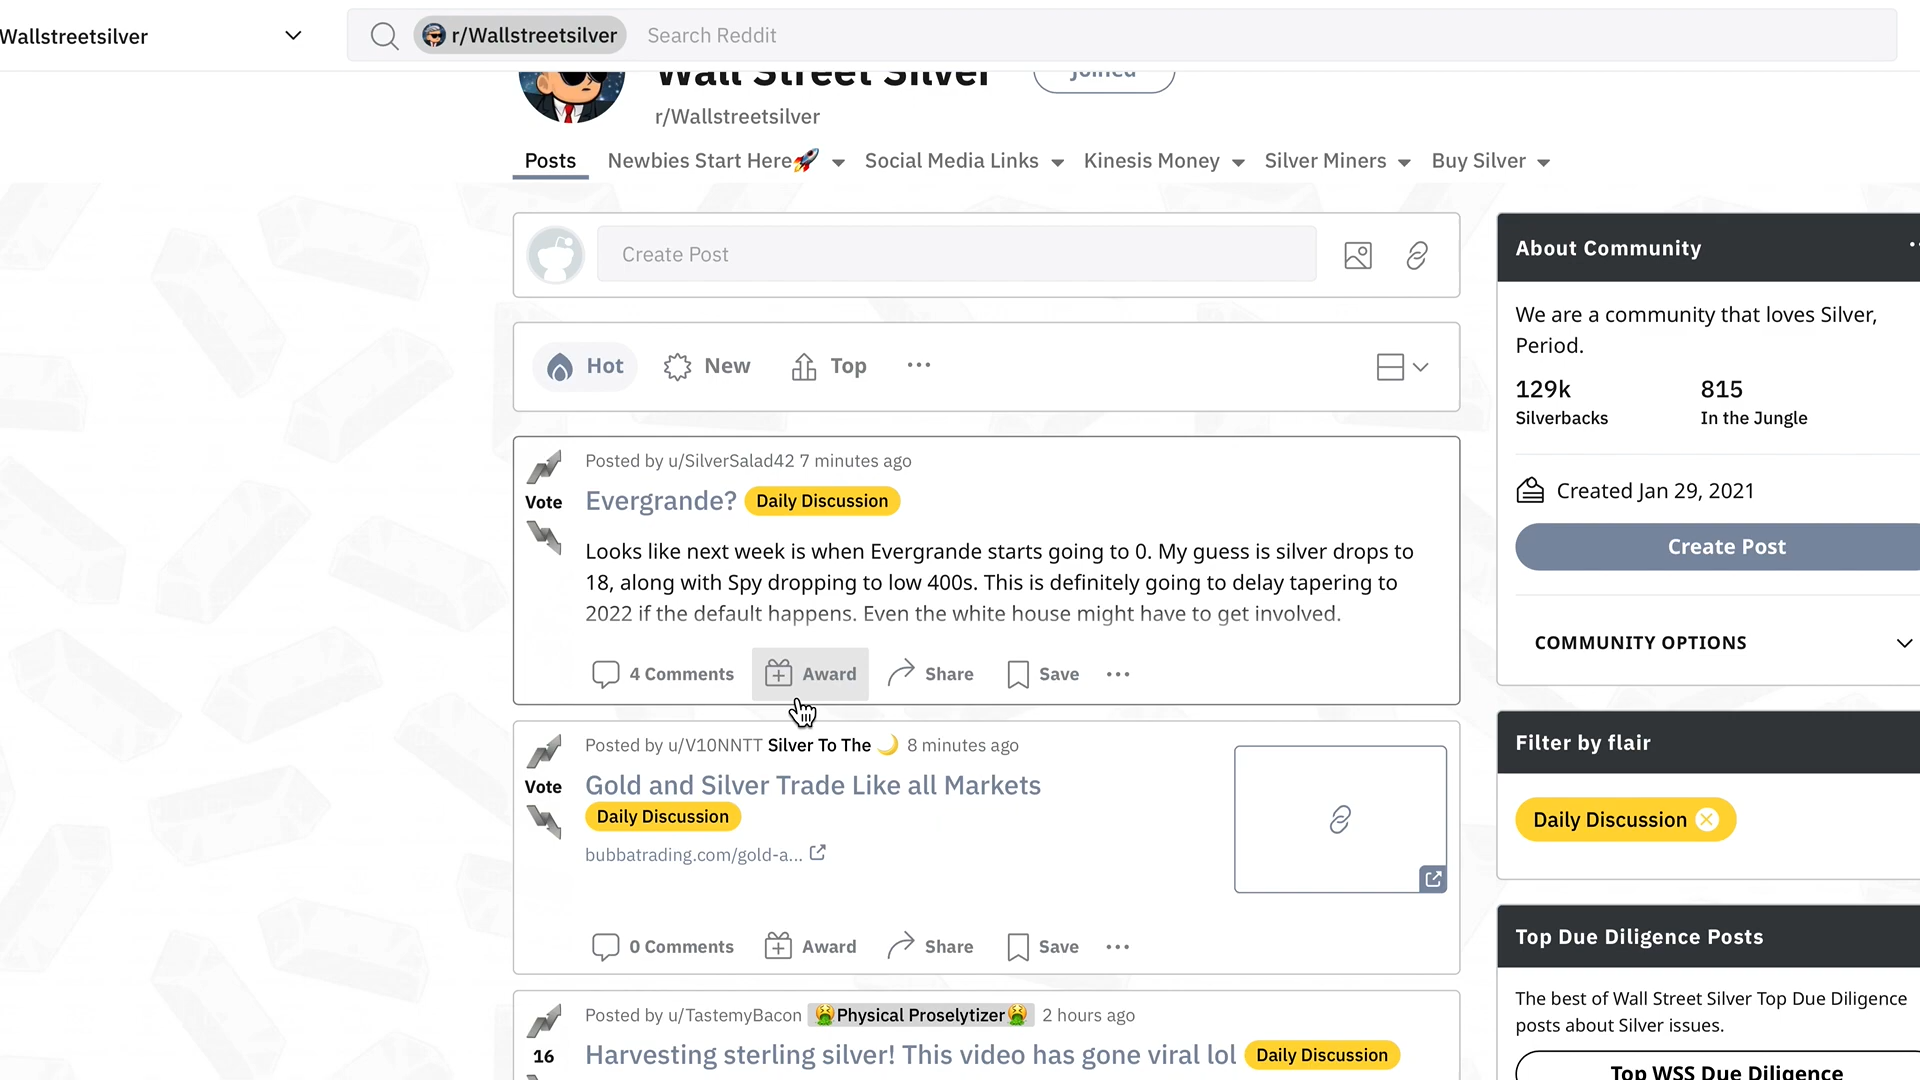 Wallstreetsilver
r/Wallstreetsilver
Search Reddit
Wall Street Silver
Joined
r/Wallstreetsilver
Posts
Newbies Start Here🚀
Social Media Links
Kinesis Money
Silver Miners
Buy Silver
Create Post
Hot
New
Top
Posted by u/SilverSalad42 7 minutes ago
Vote
Evergrande? Daily Discussion
Looks like next week is when Evergrande starts going to 0. My guess is silver drops to
18, along with Spy dropping to low 400s. This is definitely going to delay tapering to
2022 if the default happens. Even the white house might have to get involved.
4 Comments
Award
Share
Save
Posted by u/V10NNTT Silver To The 🌙 8 minutes ago
Vote
Gold and Silver Trade Like all Markets
Daily Discussion
bubbatrading.com/gold-a...
0 Comments
Award
Share
Save
Posted by u/TastemyBacon 🤮Physical Proselytizer🤮 2 hours ago
16
Harvesting sterling silver! This video has gone viral lol Daily Discussion
About Community
We are a community that loves Silver,
Period.
129k
Silverbacks
815
In the Jungle
Created Jan 29, 2021
Create Post
COMMUNITY OPTIONS
Filter by flair
Daily Discussion
Top Due Diligence Posts
The best of Wall Street Silver Top Due Diligence
posts about Silver issues.
Top WSS Due Diligence